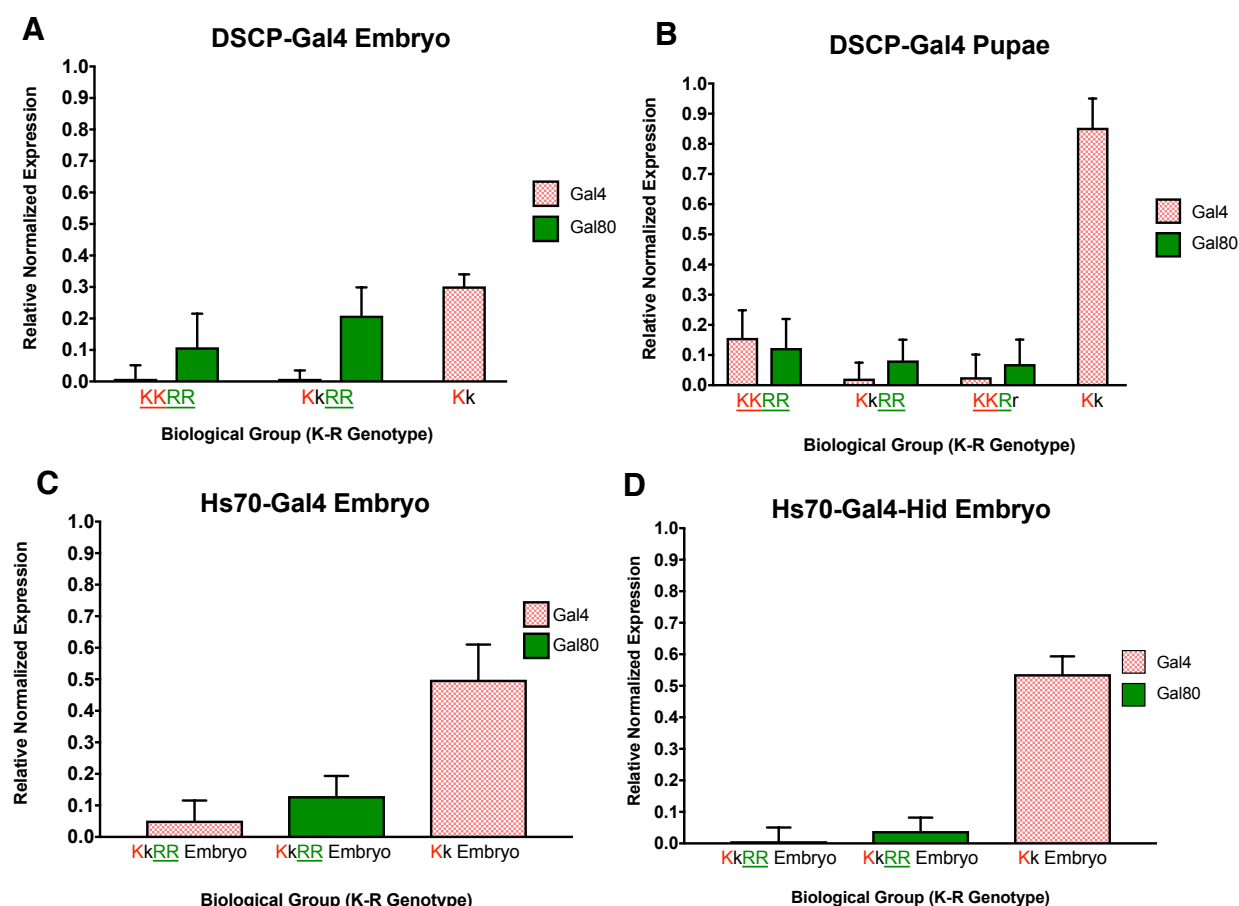 A
DSCP-Gal4 Embryo
Relative Normalized Expression
1.0
0.9
0.8
0.7
0.6
0.5
0.4
0.3
0.2
0.1
0.0
Gal4
Gal80
KKRR
KkRR
Kk
Biological Group (K-R Genotype)
B
DSCP-Gal4 Pupae
Relative Normalized Expression
1.0
0.9
0.8
0.7
0.6
0.5
0.4
0.3
0.2
0.1
0.0
Gal4
Gal80
KKRR
KkRR
KKRr
Kk
Biological Group (K-R Genotype)
C
Hs70-Gal4 Embryo
Relative Normalized Expression
1.0
0.9
0.8
0.7
0.6
0.5
0.4
0.3
0.2
0.1
0.0
Gal4
Gal80
KkRR Embryo
KkRR Embryo
Kk Embryo
Biological Group (K-R Genotype)
D
Hs70-Gal4-Hid Embryo
Relative Normalized Expression
1.0
0.9
0.8
0.7
0.6
0.5
0.4
0.3
0.2
0.1
0.0
Gal4
Gal80
KkRR Embryo
KkRR Embryo
Kk Embryo
Biological Group (K-R Genotype)